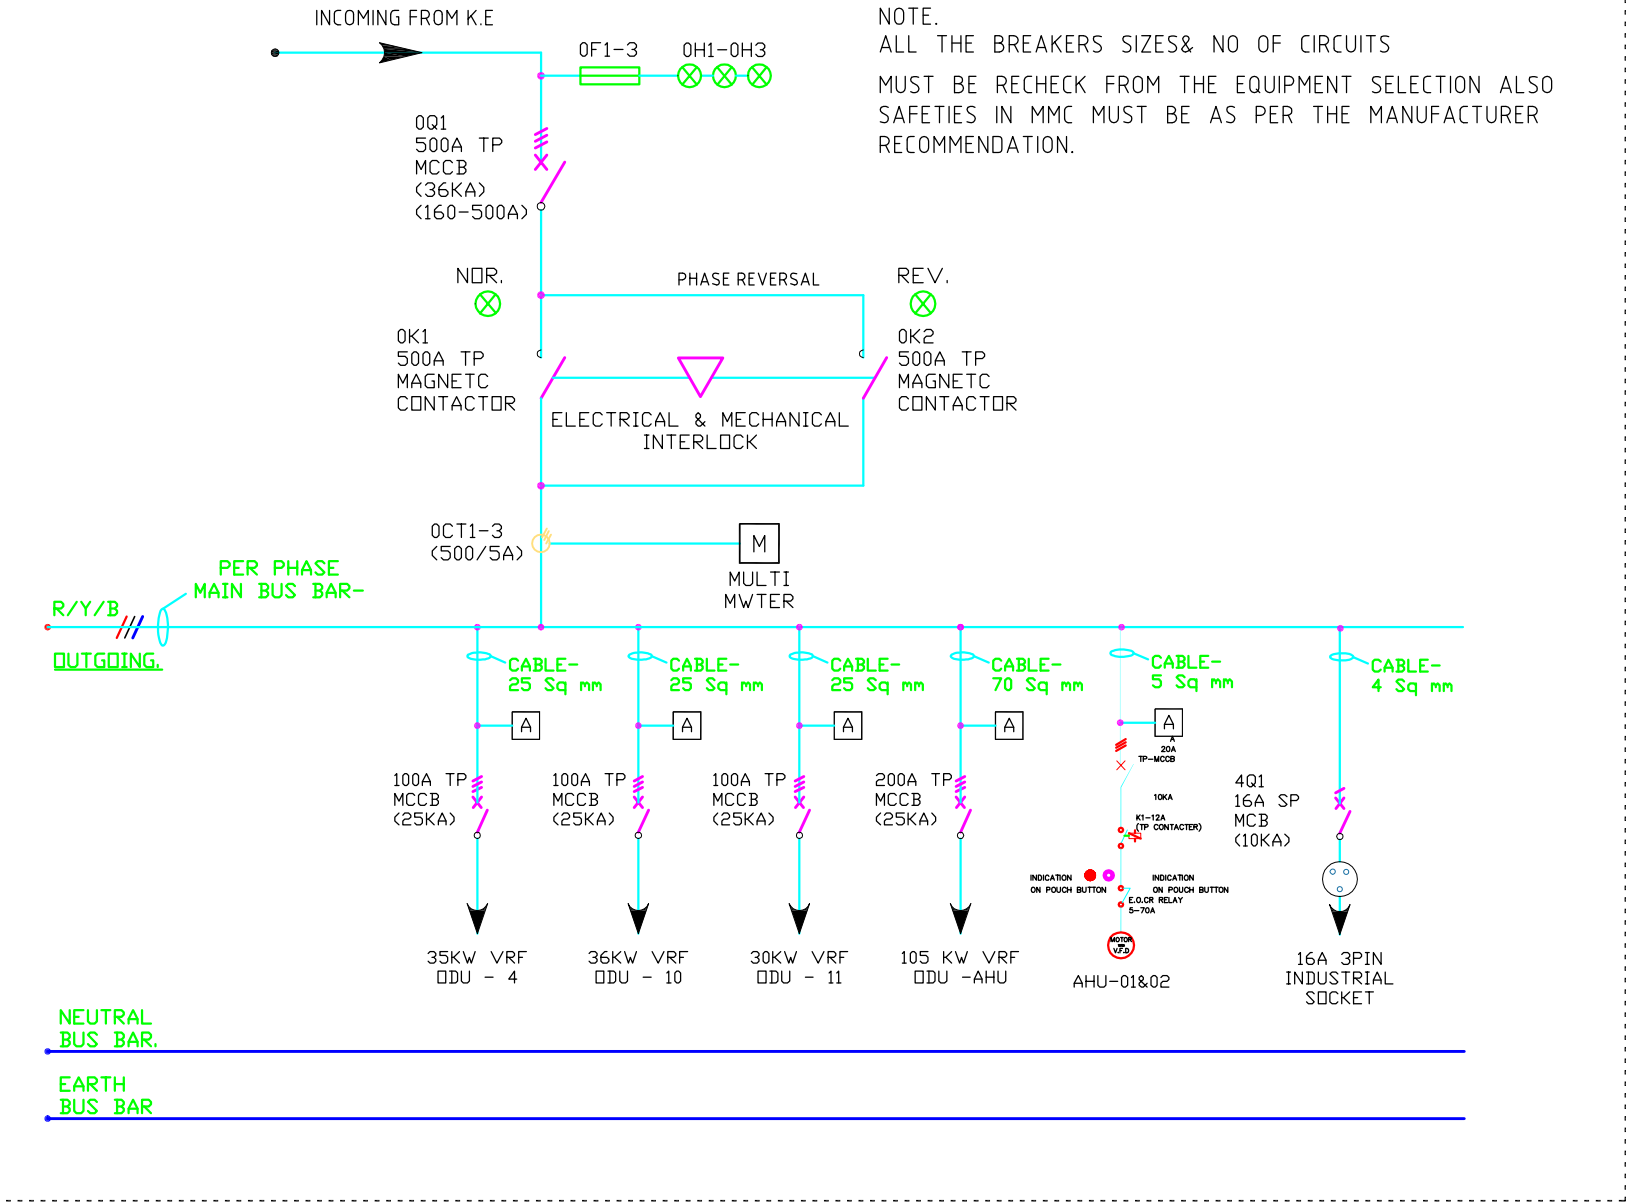 INCOMING FROM K.E
NOTE.
ALL THE BREAKERS SIZES& NO OF CIRCUITS
MUST BE RECHECK FROM THE EQUIPMENT SELECTION ALSO
SAFETIES IN MMC MUST BE AS PER THE MANUFACTURER
RECOMMENDATION.
0F1-3
0H1-0H3
0Q1
500A TP
MCCB
(36KA)
(160-500A)
NOR.
PHASE REVERSAL
REV.
0K1
500A TP
MAGNETC
CONTACTOR
0K2
500A TP
MAGNETC
CONTACTOR
ELECTRICAL & MECHANICAL
INTERLOCK
0CT1-3
(500/5A)
M
MULTI
MWTER
PER PHASE
MAIN BUS BAR-
R/Y/B
OUTGOING.
CABLE-
25 Sq mm
CABLE-
25 Sq mm
CABLE-
25 Sq mm
CABLE-
70 Sq mm
CABLE-
5 Sq mm
CABLE-
4 Sq mm
A
A
A
A
A
A
20A
TP-MCCB
10KA
100A TP
MCCB
(25KA)
100A TP
MCCB
(25KA)
100A TP
MCCB
(25KA)
200A TP
MCCB
(25KA)
4Q1
16A SP
MCB
(10KA)
K1-12A
(TP CONTACTER)
INDICATION
ON POUCH BUTTON
INDICATION
ON POUCH BUTTON
E.O.CR RELAY
5-70A
MOTOR
V.F.D
35KW VRF
ODU - 4
36KW VRF
ODU - 10
30KW VRF
ODU - 11
105 KW VRF
ODU -AHU
AHU-01&02
16A 3PIN
INDUSTRIAL
SOCKET
NEUTRAL
BUS BAR.
EARTH
BUS BAR